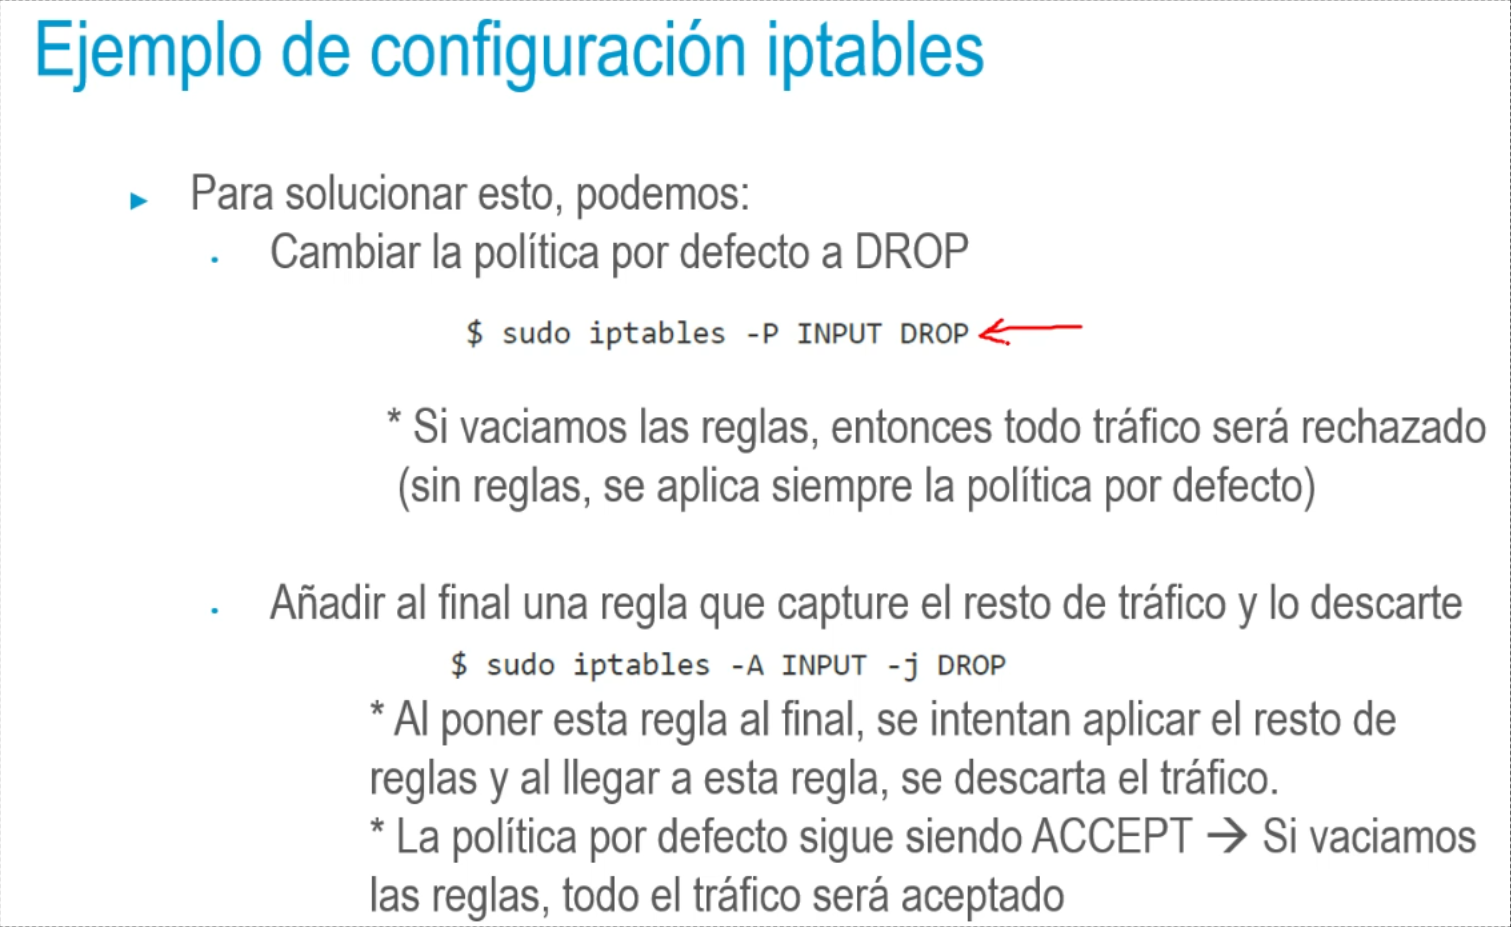 Ejemplo de configuración iptables
► Para solucionar esto, podemos:
· Cambiar la política por defecto a DROP
$ sudo iptables -P INPUT DROP
* Si vaciamos las reglas, entonces todo tráfico será rechazado
(sin reglas, se aplica siempre la política por defecto)
· Añadir al final una regla que capture el resto de tráfico y lo descarte
$ sudo iptables -A INPUT -j DROP
* Al poner esta regla al final, se intentan aplicar el resto de
reglas y al llegar a esta regla, se descarta el tráfico.
* La política por defecto sigue siendo ACCEPT → Si vaciamos
las reglas, todo el tráfico será aceptado